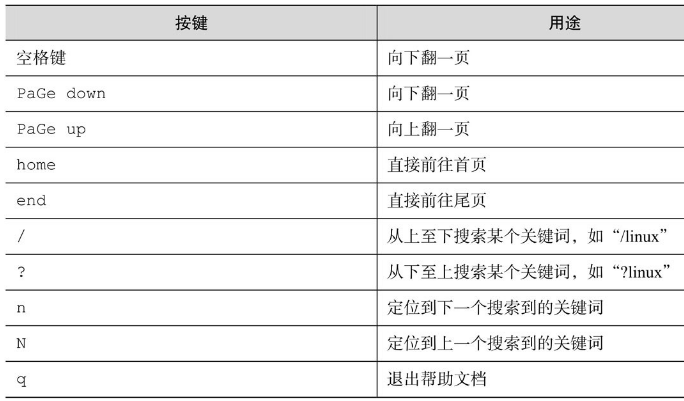 按键 用途
空格键 向下翻一页
PaGe down 向下翻一页
PaGe up 向上翻一页
home 直接前往首页
end 直接前往尾页
/ 从上至下搜索某个关键词，如“/linux”
? 从下至上搜索某个关键词，如“?linux”
n 定位到下一个搜索到的关键词
N 定位到上一个搜索到的关键词
q 退出帮助文档